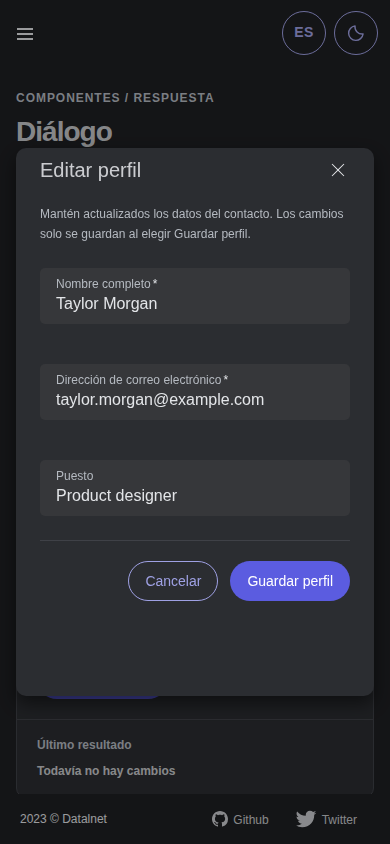 ES
COMPONENTES / RESPUESTA
Diálogo
Editar perfil
Mantén actualizados los datos del contacto. Los cambios
solo se guardan al elegir Guardar perfil.
Nombre completo *
Taylor Morgan
Dirección de correo electrónico *
taylor.morgan@example.com
Puesto
Product designer
Cancelar Guardar perfil
Último resultado
Todavía no hay cambios
2023 © Datalnet Github Twitter